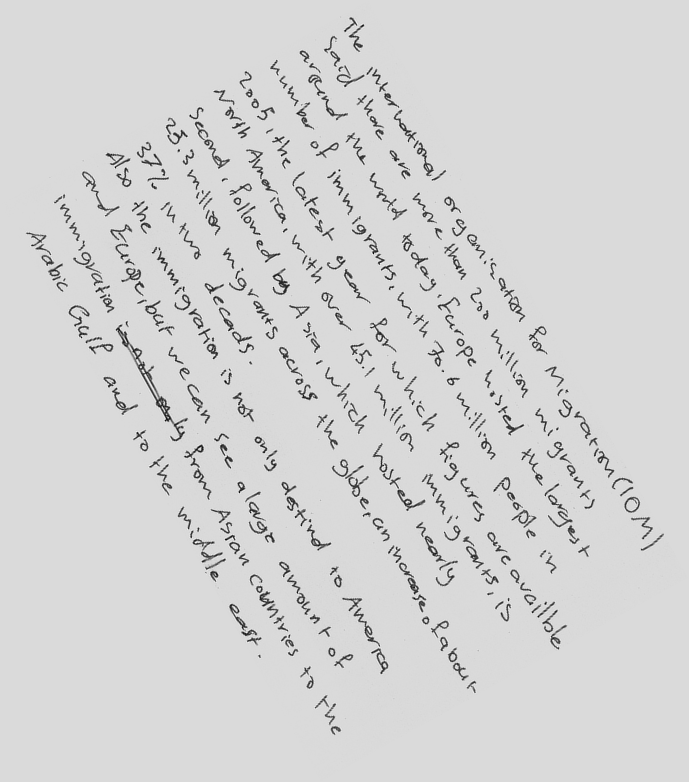 The international organization for Migration (IOM)
said there are more than 200 million migrants
around the world today. Europe hosted the largest
number of immigrants, with 70.6 million people in
2005, the latest year for which figures are availlble
North America, with over 45.1 million immigrants, is
Second, followed by Asia, which hosted nearly
25.3 million migrants across the globe, an increase of about
37% in two decads.
Also the immigration is not only destind to America
and Europe, but we can see a large amount of
immigration from Asian countries to the
Arabic Gulf and to the middle east.